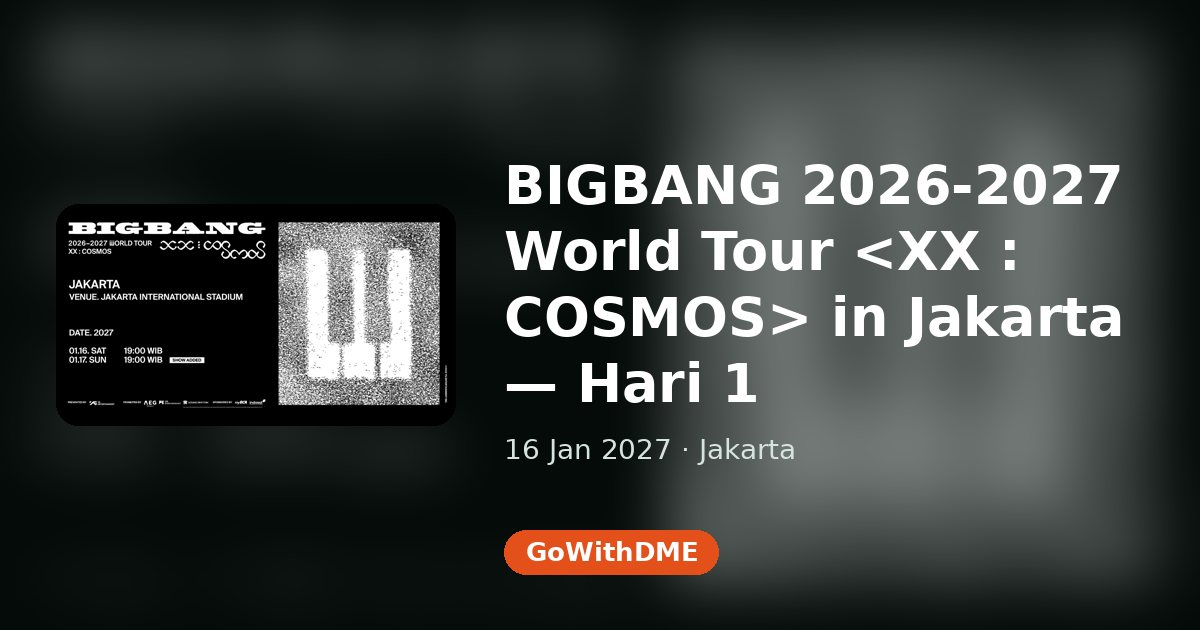 BIGBANG
2026-2027 WORLD TOUR
XX : COSMOS
XX : COSMOS
JAKARTA
VENUE. JAKARTA INTERNATIONAL STADIUM
DATE. 2027
01.16. SAT 19:00 WIB
01.17. SUN 19:00 WIB SHOW ADDED
BIGBANG 2026-2027
World Tour <XX :
COSMOS> in Jakarta
— Hari 1
16 Jan 2027 · Jakarta
GoWithDME